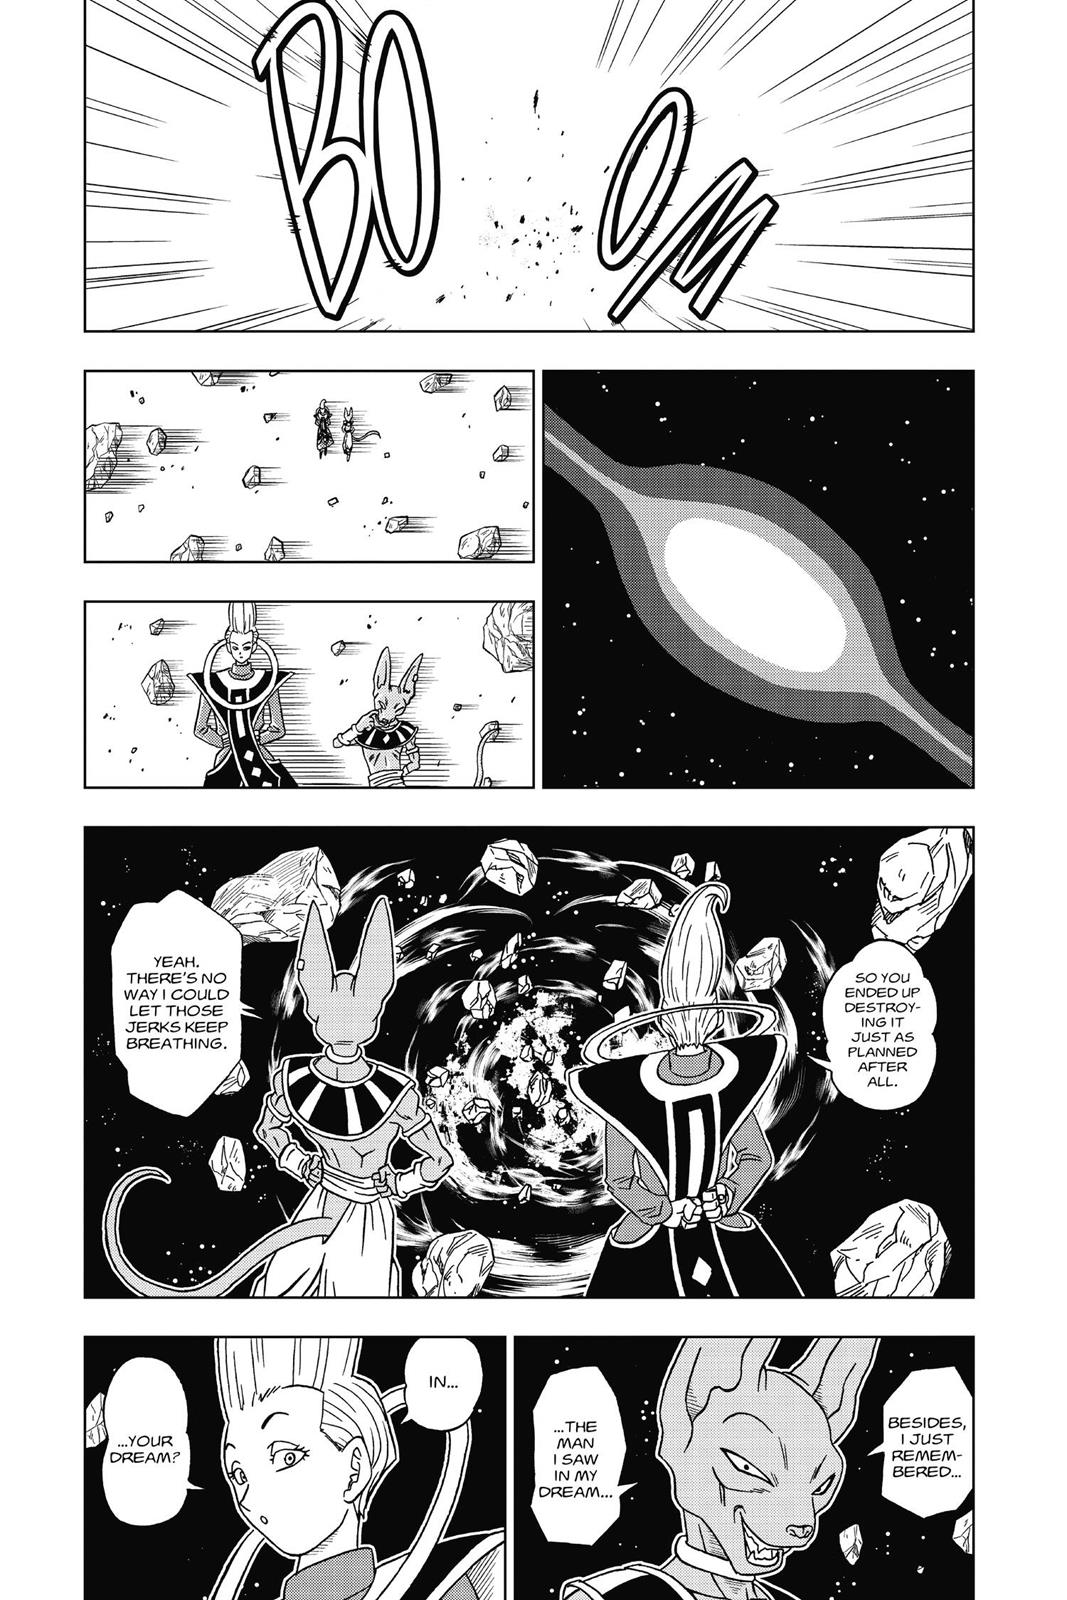 BOOM
SO YOU
ENDED UP
DESTROY-
ING IT
JUST AS
PLANNED
AFTER
ALL.
YEAH.
THERE'S NO
WAY I COULD
LET THOSE
JERKS KEEP
BREATHING.
BESIDES,
I JUST
REMEM-
BERED...
...THE
MAN
I SAW
IN MY
DREAM...
IN...
...YOUR
DREAM?